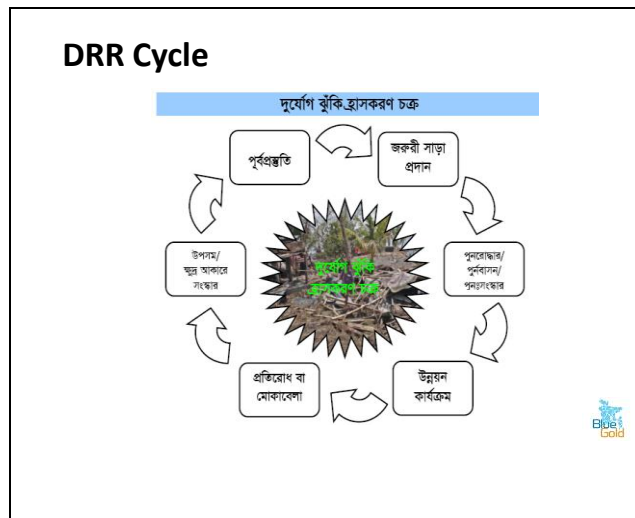 DRR Cycle
দুর্যোগ ঝুঁকি হ্রাসকরণ চক্র
পূর্বপ্রস্তুতি
জরুরী সাড়া
প্রদান
উপসম/
ক্ষুদ্র আকারে
সংস্কার
দুর্যোগ ঝুঁকি
হ্রাসকরণ চক্র
পুনরোদ্ধার/
পুর্নবাসন/
পুনঃসংস্কার
প্রতিরোধ বা
মোকাবেলা
উন্নয়ন
কার্যক্রম
Blue
Gold